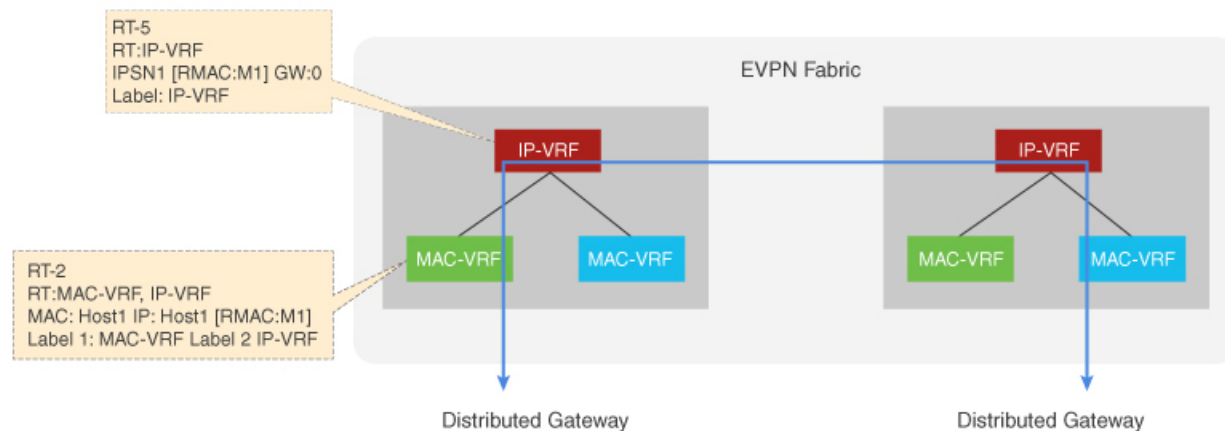 RT-5
RT:IP-VRF
IPSN1 [RMAC:M1] GW:0
Label: IP-VRF
EVPN Fabric
IP-VRF
IP-VRF
MAC-VRF
MAC-VRF
MAC-VRF
MAC-VRF
RT-2
RT:MAC-VRF, IP-VRF
MAC: Host1 IP: Host1 [RMAC:M1]
Label 1: MAC-VRF Label 2 IP-VRF
Distributed Gateway
Distributed Gateway